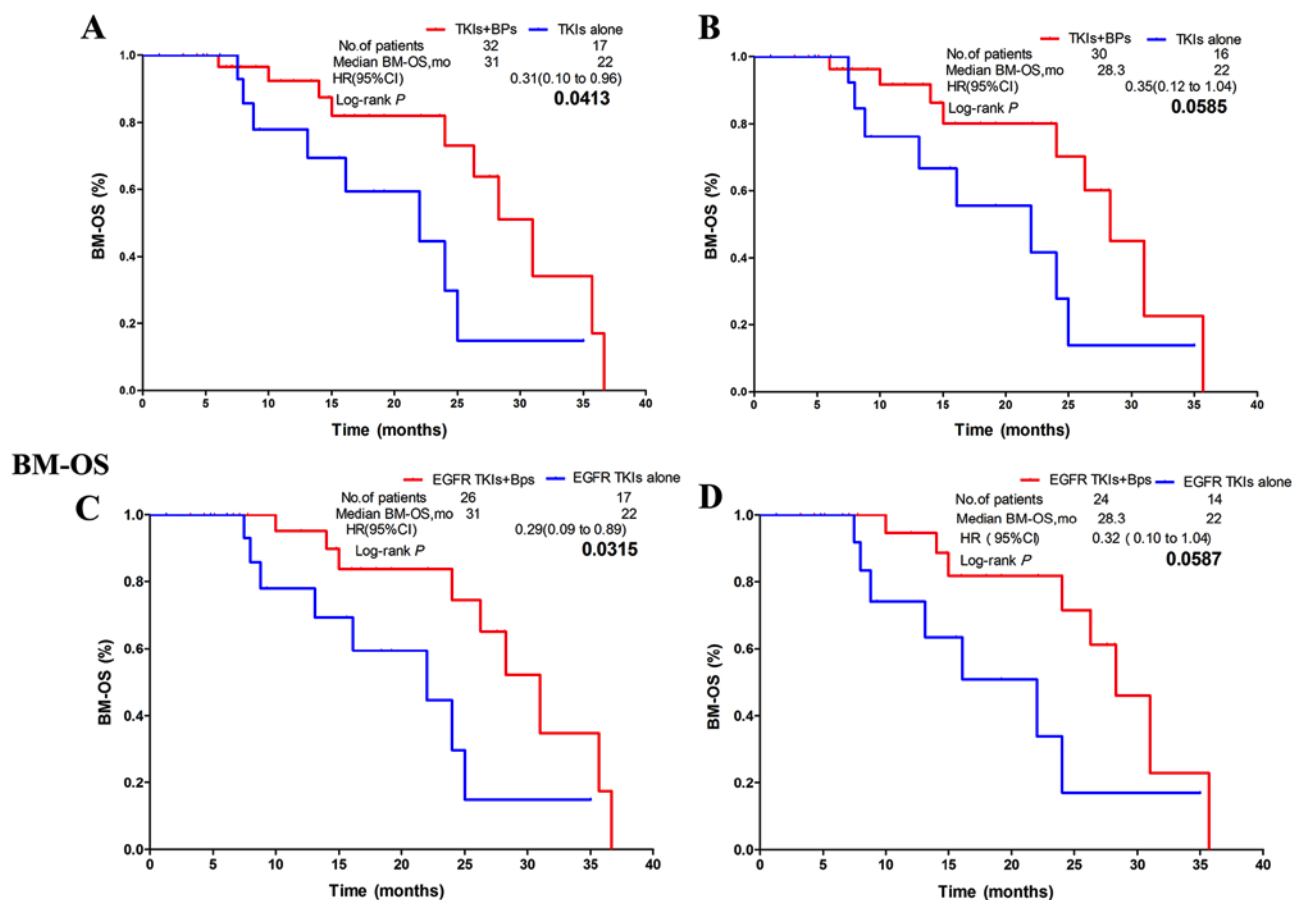 A
TKIs+BPs TKIs alone
No.of patients 32 17
Median BM-OS,mo 31 22
HR(95%CI) 0.31(0.10 to 0.96)
Log-rank P 0.0413
1.0
0.8
0.6
0.4
0.2
0.0
BM-OS (%)
0 5 10 15 20 25 30 35 40
Time (months)
B
TKIs+BPs TKIs alone
No.of patients 30 16
Median BM-OS,mo 28.3 22
HR(95%CI) 0.35(0.12 to 1.04)
Log-rank P 0.0585
1.0
0.8
0.6
0.4
0.2
0.0
BM-OS (%)
0 5 10 15 20 25 30 35 40
Time (months)
BM-OS
C
EGFR TKIs+Bps EGFR TKIs alone
No.of patients 26 17
Median BM-OS,mo 31 22
HR(95%CI) 0.29(0.09 to 0.89)
Log-rank P 0.0315
1.0
0.8
0.6
0.4
0.2
0.0
BM-OS (%)
0 5 10 15 20 25 30 35 40
Time (months)
D
EGFR TKIs+Bps EGFR TKIs alone
No.of patients 24 14
Median BM-OS,mo 28.3 22
HR ( 95%CI) 0.32 ( 0.10 to 1.04)
Log-rank P 0.0587
1.0
0.8
0.6
0.4
0.2
0.0
BM-OS (%)
0 5 10 15 20 25 30 35 40
Time (months)